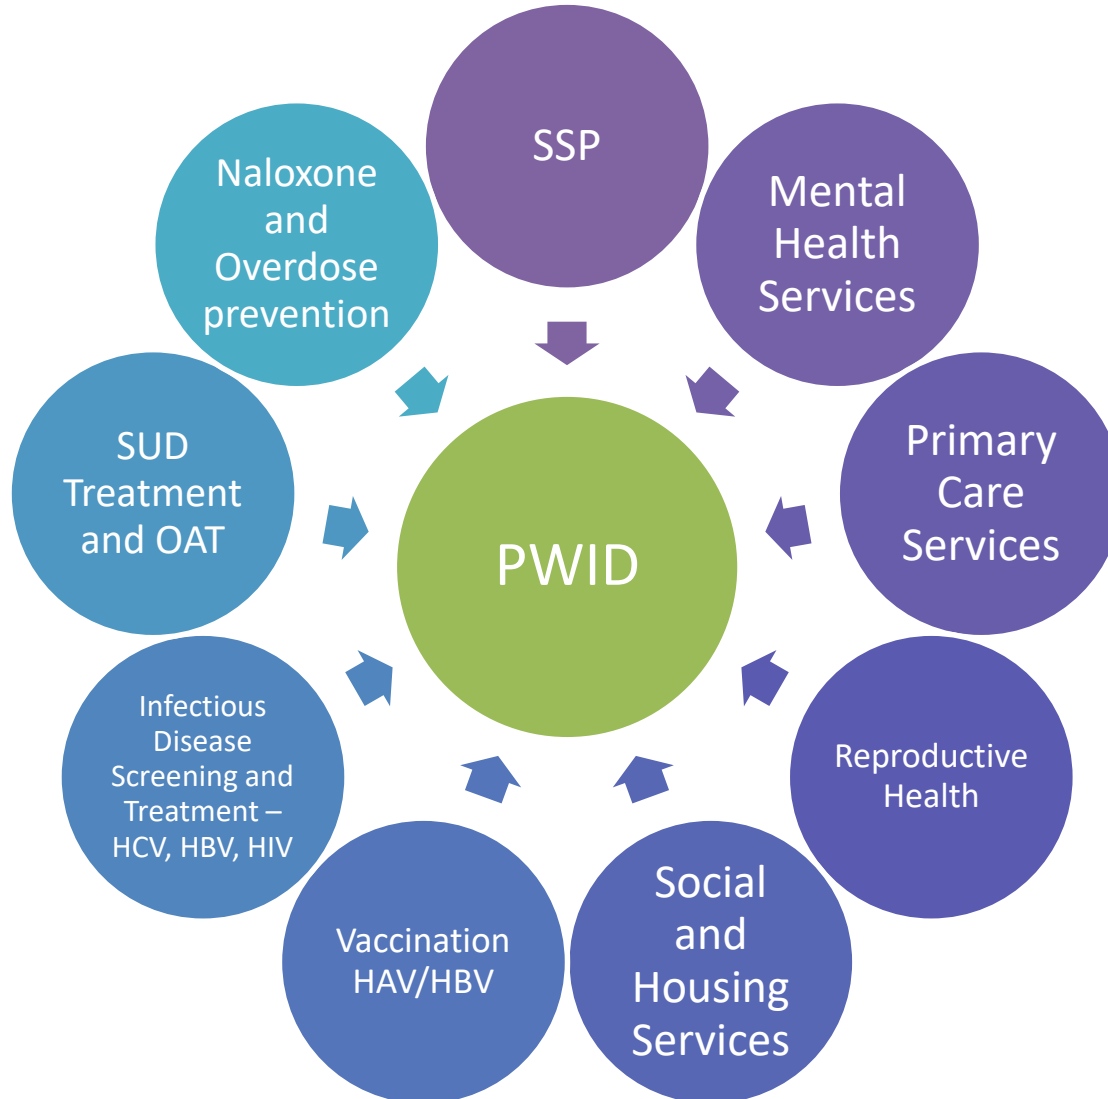 SSP
Mental
Health
Services
Primary
Care
Services
Reproductive
Health
Social
and
Housing
Services
Vaccination
HAV/HBV
Infectious
Disease
Screening and
Treatment –
HCV, HBV, HIV
SUD
Treatment
and OAT
Naloxone
and
Overdose
prevention
PWID